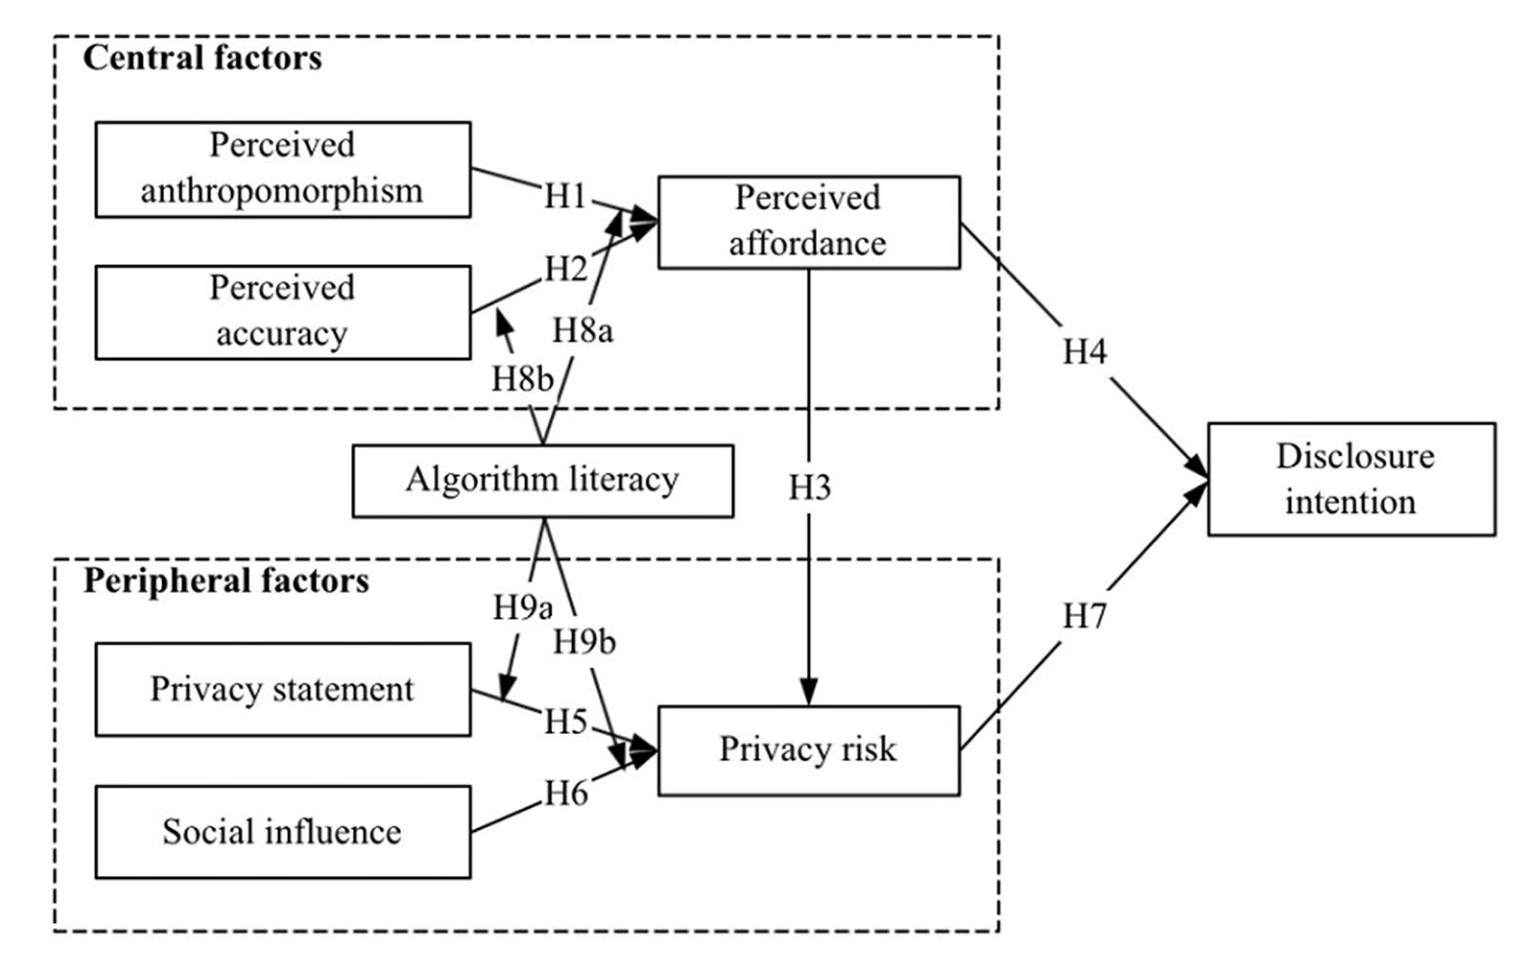 Central factors
Perceived
anthropomorphism
H1
Perceived
affordance
H2
Perceived
accuracy
H8a
H8b
H4
Algorithm literacy
H3
Disclosure
intention
Peripheral factors
H9a
H9b
H7
Privacy statement
H5
Privacy risk
H6
Social influence